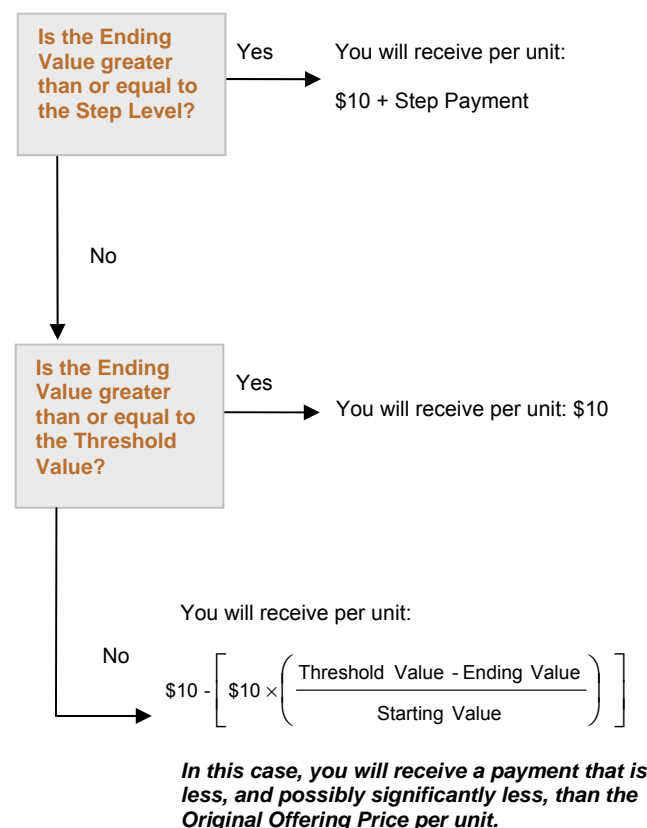 Is the Ending
Value greater
than or equal to
the Step Level?
Yes
You will receive per unit:
$10 + Step Payment
No
Is the Ending
Value greater
than or equal to
the Threshold
Value?
Yes
You will receive per unit: $10
No
You will receive per unit:
$10 - [ $10 × ( Threshold Value - Ending Value
Starting Value ) ]
In this case, you will receive a payment that is
less, and possibly significantly less, than the
Original Offering Price per unit.